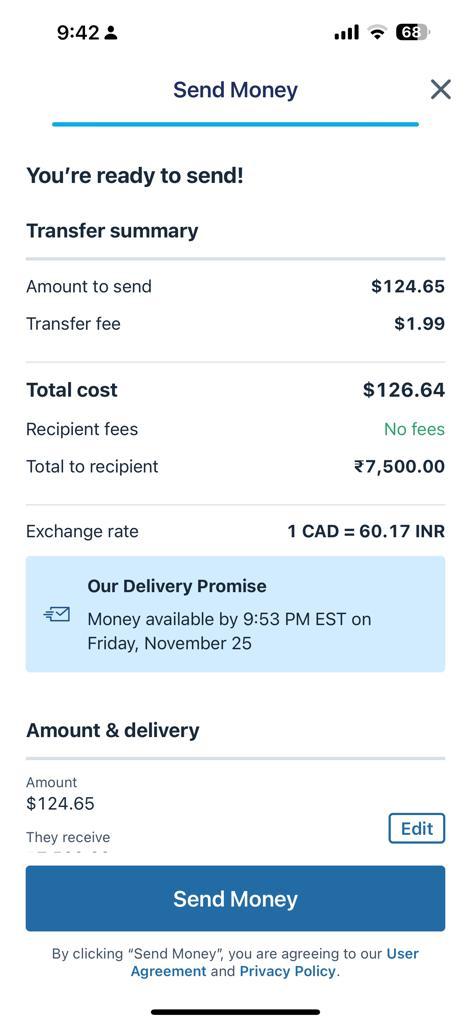 9:42
68
Send Money
You're ready to send!
Transfer summary
Amount to send $124.65
Transfer fee $1.99
Total cost $126.64
Recipient fees No fees
Total to recipient ₹7,500.00
Exchange rate 1 CAD = 60.17 INR
Our Delivery Promise
Money available by 9:53 PM EST on
Friday, November 25
Amount & delivery
Amount
$124.65
They receive
Edit
Send Money
By clicking “Send Money”, you are agreeing to our User
Agreement and Privacy Policy.